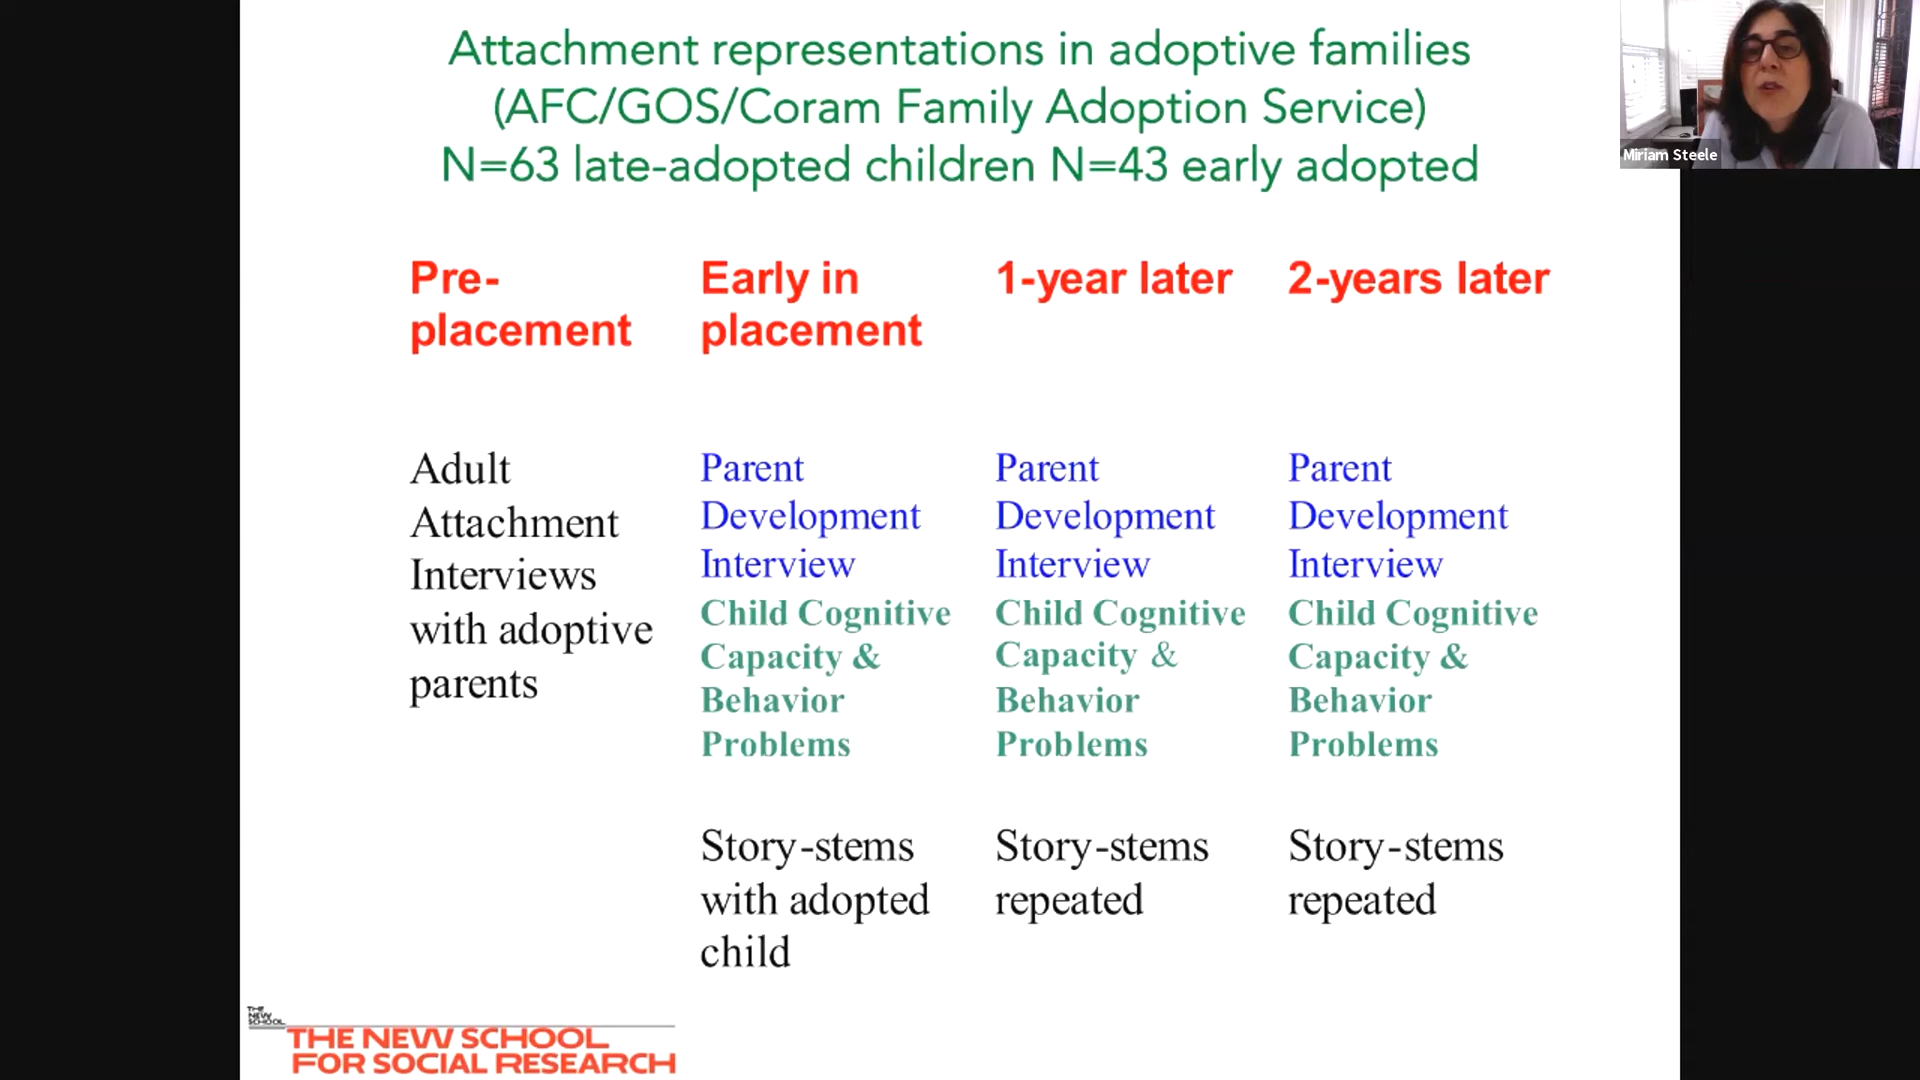 Attachment representations in adoptive families
(AFC/GOS/Coram Family Adoption Service)
N=63 late-adopted children N=43 early adopted
Miriam Steele
Pre-
placement
Early in
placement
1-year later
2-years later
Adult
Attachment
Interviews
with adoptive
parents
Parent
Development
Interview
Child Cognitive
Capacity &
Behavior
Problems
Story-stems
with adopted
child
Parent
Development
Interview
Child Cognitive
Capacity &
Behavior
Problems
Story-stems
repeated
Parent
Development
Interview
Child Cognitive
Capacity &
Behavior
Problems
Story-stems
repeated
THE
NEW
SCHOOL
THE NEW SCHOOL
FOR SOCIAL RESEARCH